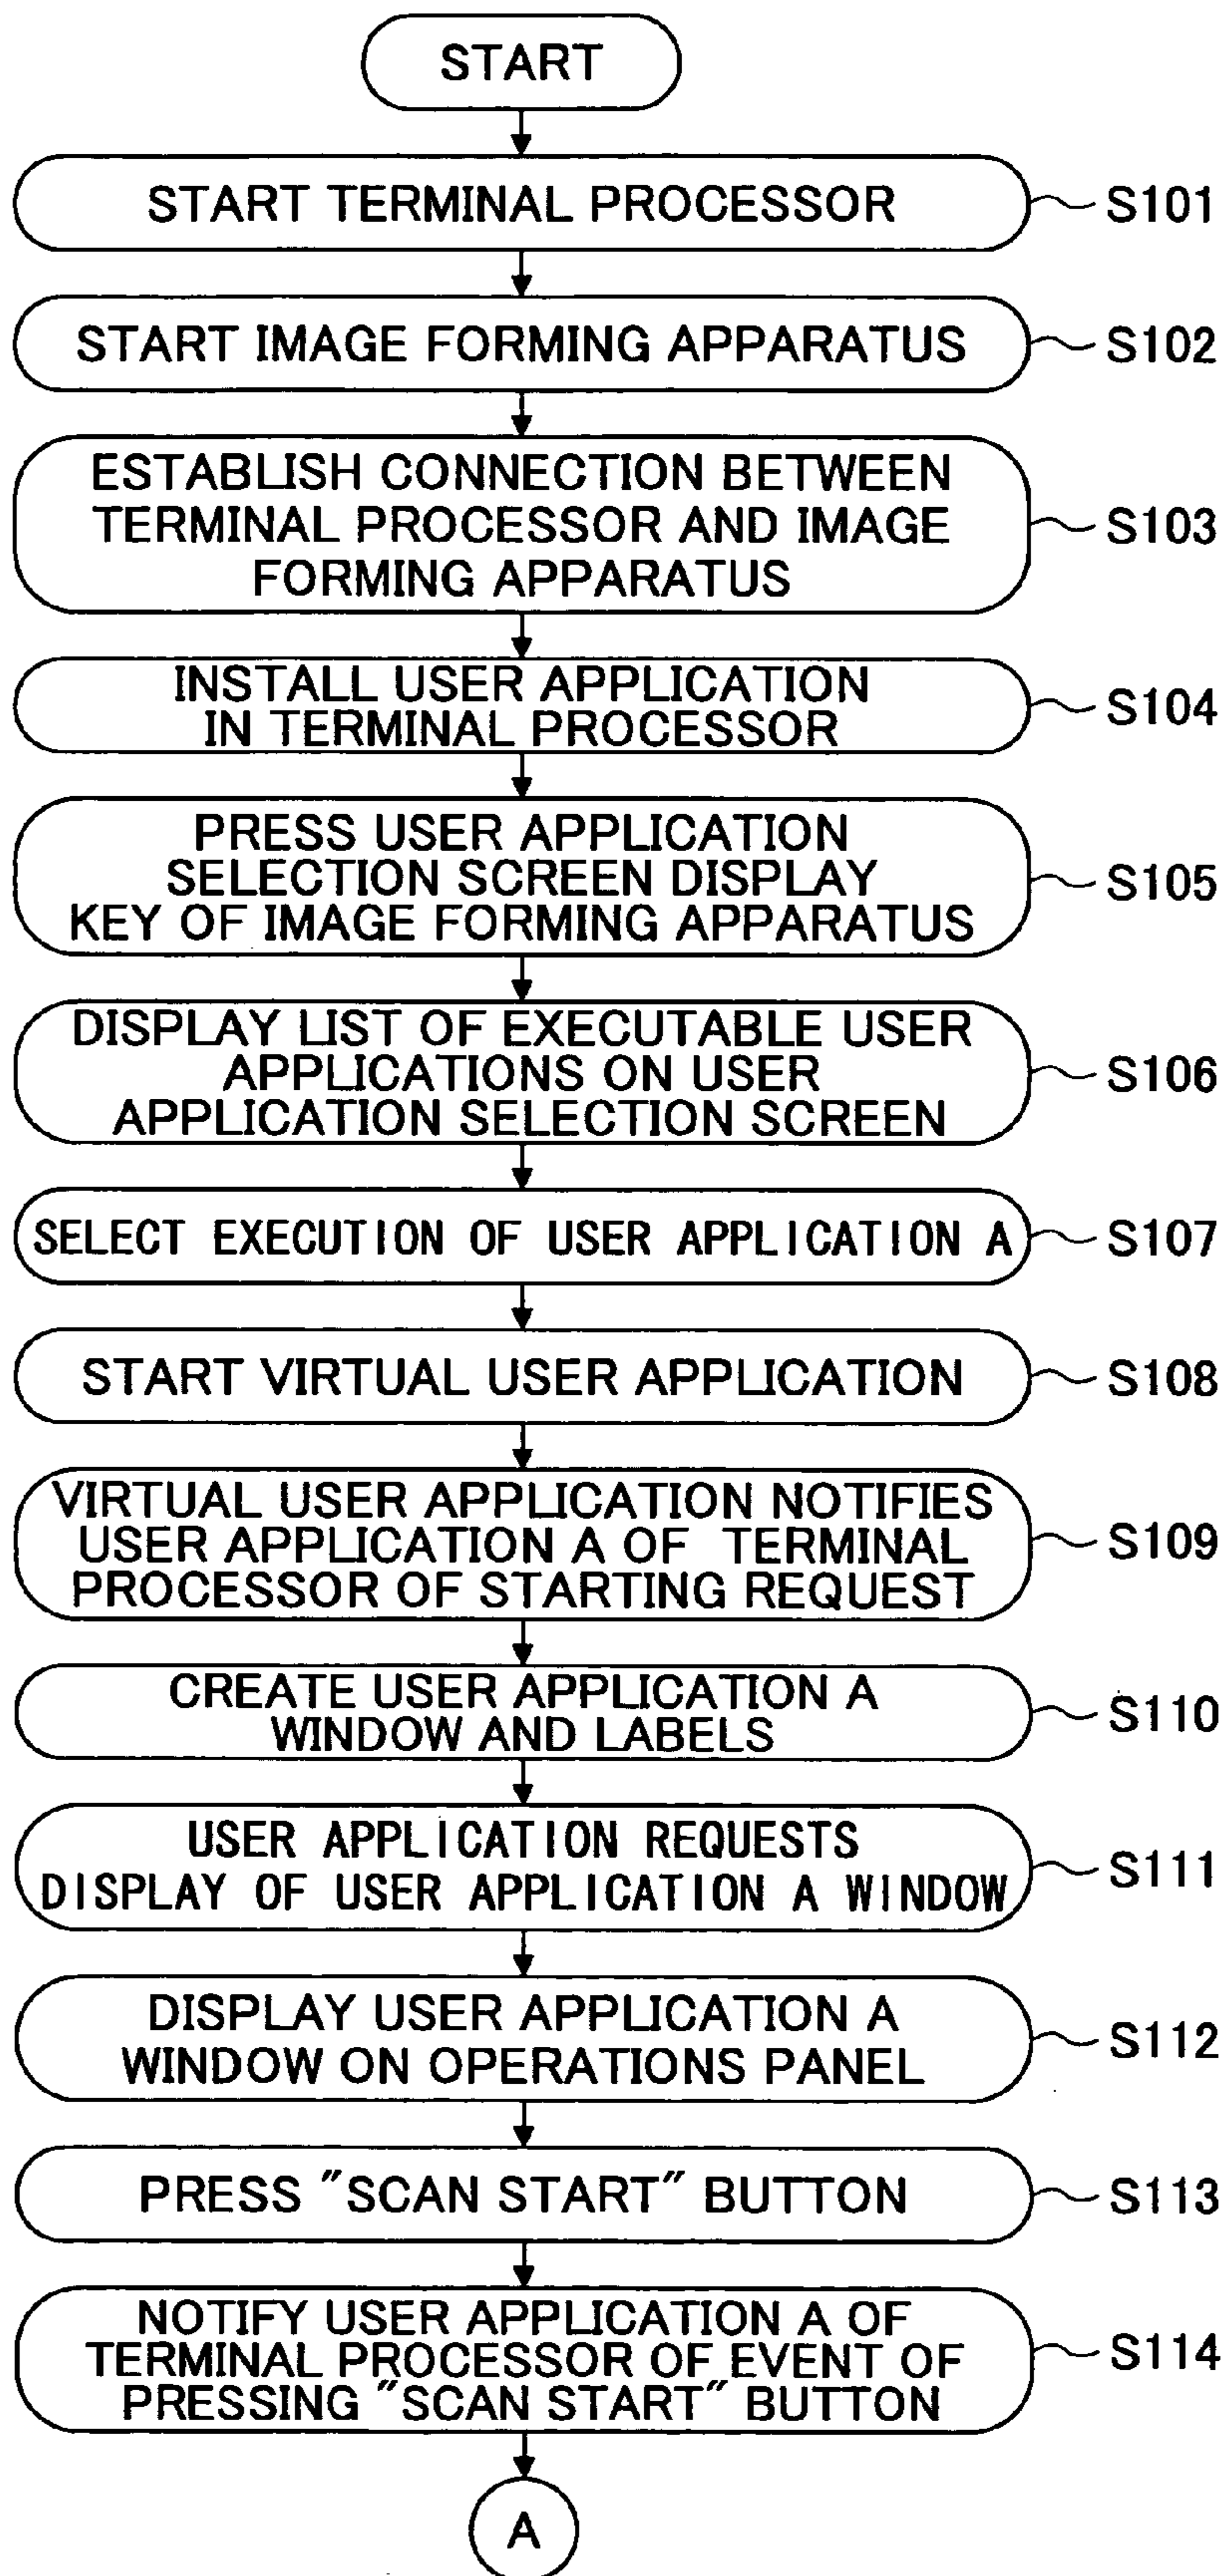 START
START TERMINAL PROCESSOR
S101
START IMAGE FORMING APPARATUS
S102
ESTABLISH CONNECTION BETWEEN
TERMINAL PROCESSOR AND IMAGE
FORMING APPARATUS
S103
INSTALL USER APPLICATION
IN TERMINAL PROCESSOR
S104
PRESS USER APPLICATION
SELECTION SCREEN DISPLAY
KEY OF IMAGE FORMING APPARATUS
S105
DISPLAY LIST OF EXECUTABLE USER
APPLICATIONS ON USER
APPLICATION SELECTION SCREEN
S106
SELECT EXECUTION OF USER APPLICATION A
S107
START VIRTUAL USER APPLICATION
S108
VIRTUAL USER APPLICATION NOTIFIES
USER APPLICATION A OF TERMINAL
PROCESSOR OF STARTING REQUEST
S109
CREATE USER APPLICATION A
WINDOW AND LABELS
S110
USER APPLICATION REQUESTS
DISPLAY OF USER APPLICATION A WINDOW
S111
DISPLAY USER APPLICATION A
WINDOW ON OPERATIONS PANEL
S112
PRESS "SCAN START" BUTTON
S113
NOTIFY USER APPLICATION A OF
TERMINAL PROCESSOR OF EVENT OF
PRESSING "SCAN START" BUTTON
S114
A